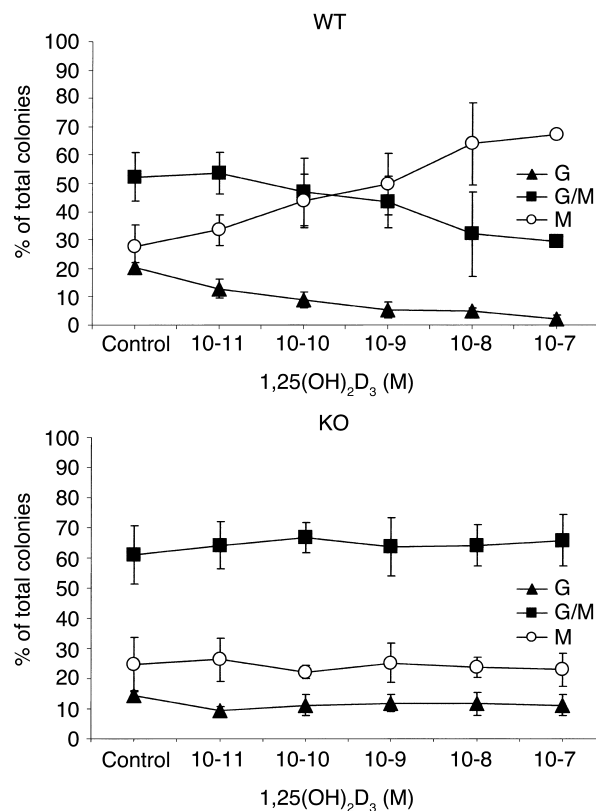 WT
% of total colonies
100
90
80
70
60
50
40
30
20
10
0
G
G/M
M
Control 10-11 10-10 10-9 10-8 10-7
1,25(OH)₂D₃ (M)
KO
% of total colonies
100
90
80
70
60
50
40
30
20
10
0
G
G/M
M
Control 10-11 10-10 10-9 10-8 10-7
1,25(OH)₂D₃ (M)